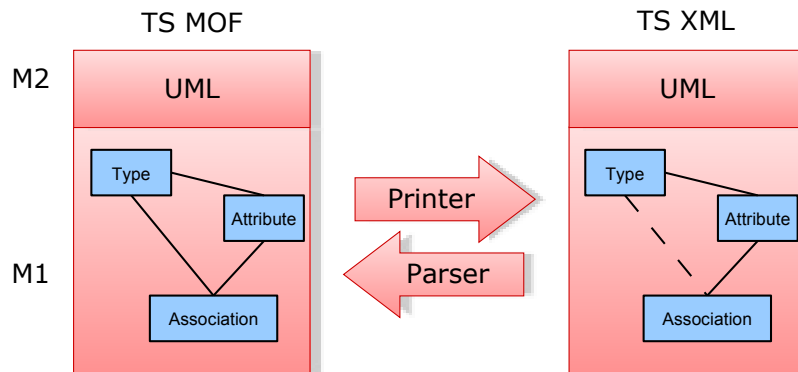 TS MOF
TS XML
M2
UML
UML
Type
Attribute
Association
M1
Printer
Parser
Type
Attribute
Association